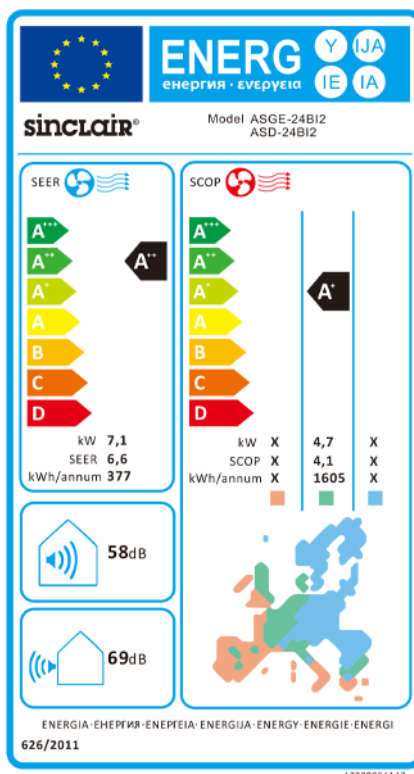 ENERG Y IJA
енергия · ενεργεια IE IA
sinclair®
Model ASGE-24BI2
ASD-24BI2
SEER
A+++
A++
A+
A
B
C
D
A++
kW 7,1
SEER 6,6
kWh/annum 377
SCOP
A+++
A++
A+
A
B
C
D
A+
kW X 4,7 X
SCOP X 4,1 X
kWh/annum X 1605 X
58dB
69dB
ENERGIA·ЕНЕРГИЯ·ΕΝΕΡΓΕΙΑ·ENERGIJA·ENERGY·ENERGIE·ENERGI
626/2011